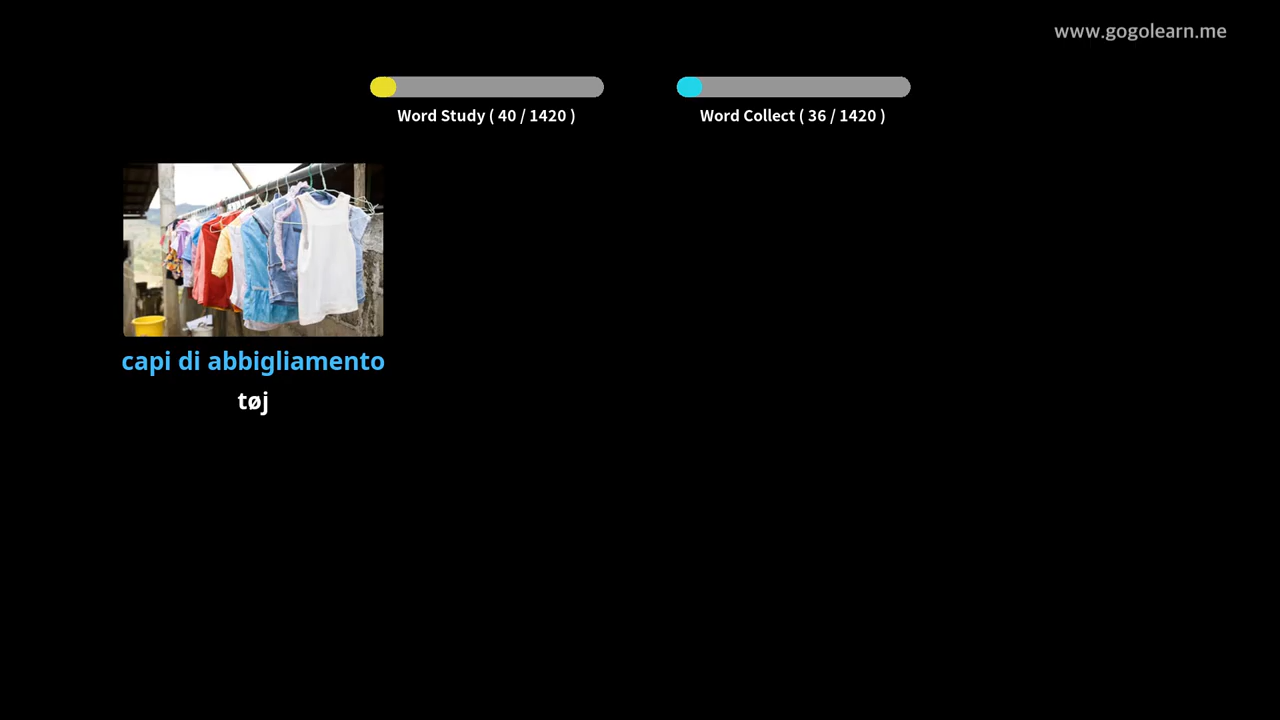 www.gogolearn.me
Word Study ( 40 / 1420 )
Word Collect ( 36 / 1420 )
capi di abbigliamento
tøj